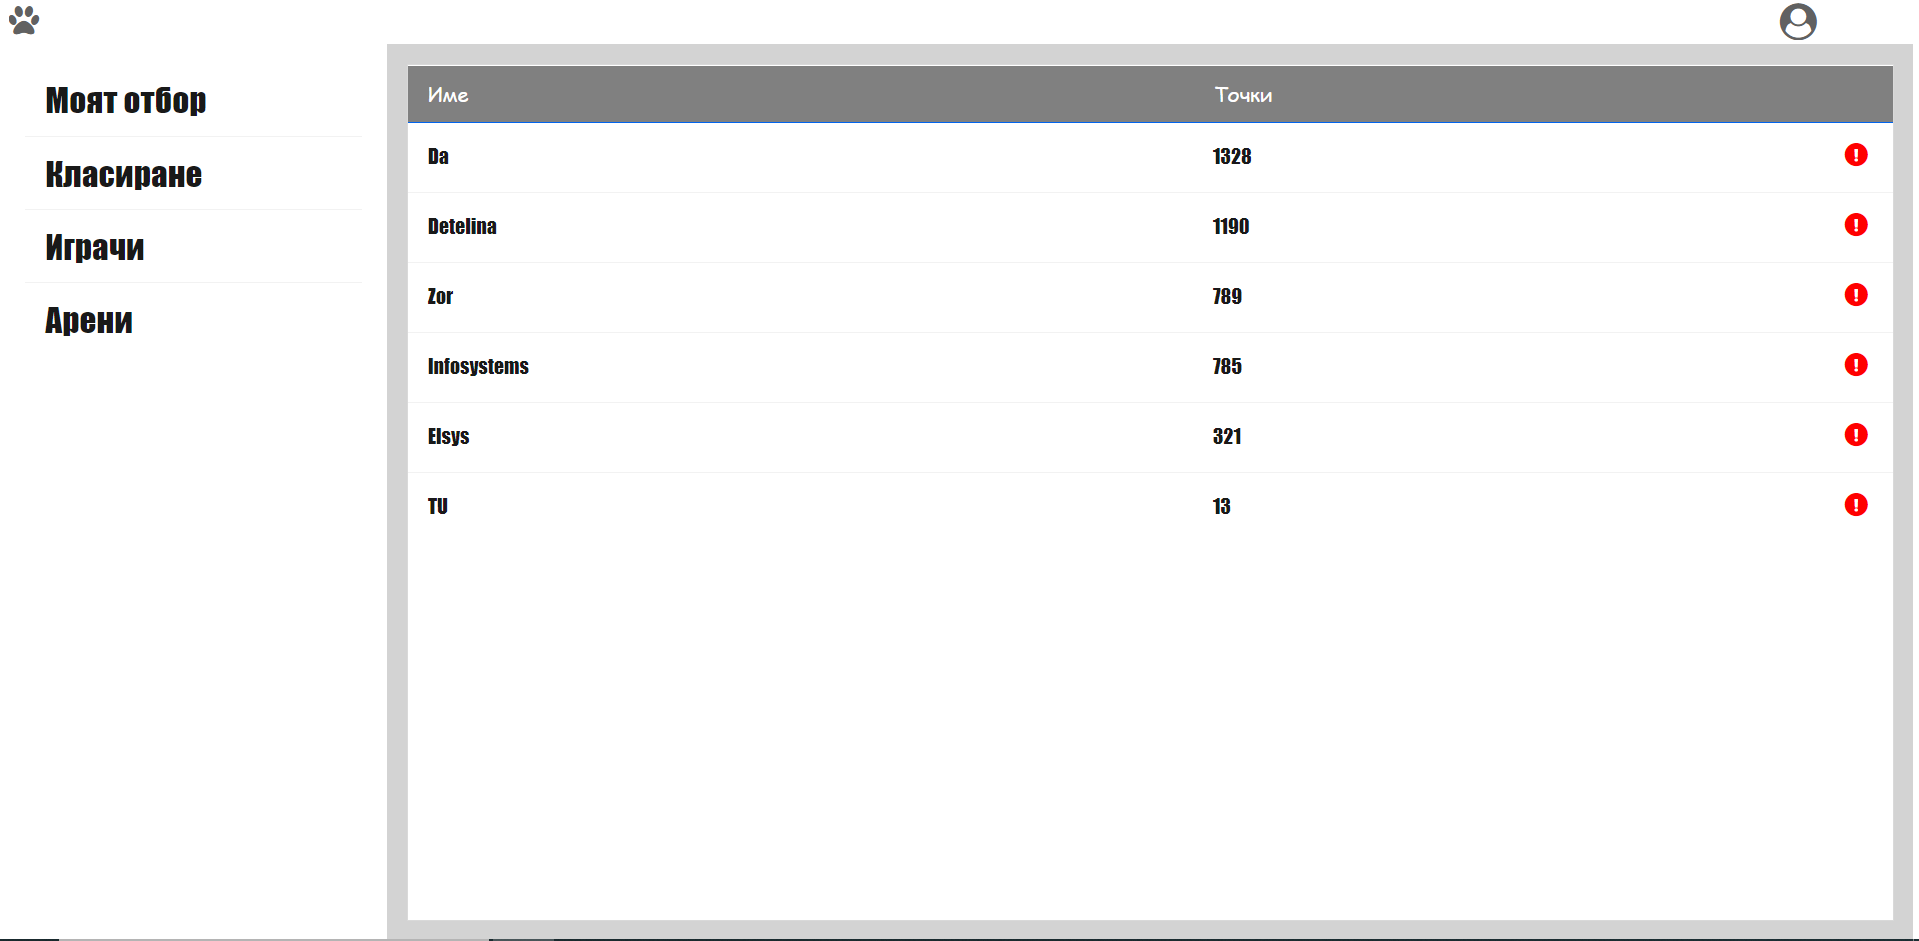 Моят отбор
Класиране
Играчи
Арени
Име Точки
Da 1328
Detelina 1190
Zor 789
Infosystems 785
Elsys 321
TU 13